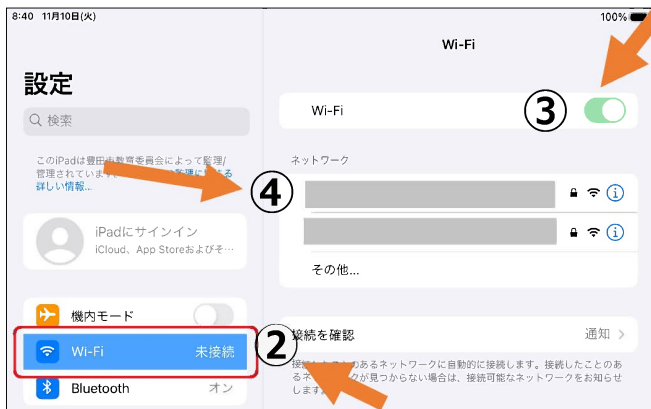 8:40 11月10日(火)
100%
Wi-Fi
設定
検索
Wi-Fi
③
ネットワーク
このiPadは豊田市教育委員会によって監理/
管理されています。
詳しい情報...
④
iPadにサインイン
iCloud、App Storeおよびそ…
その他...
機内モード
Wi-Fi 未接続
②
接続を確認 通知
接続したことのあるネットワークに自動的に接続します。接続したことのあ
るネットワークが見つからない場合は、接続可能なネットワークをお知らせ
します。
Bluetooth オン